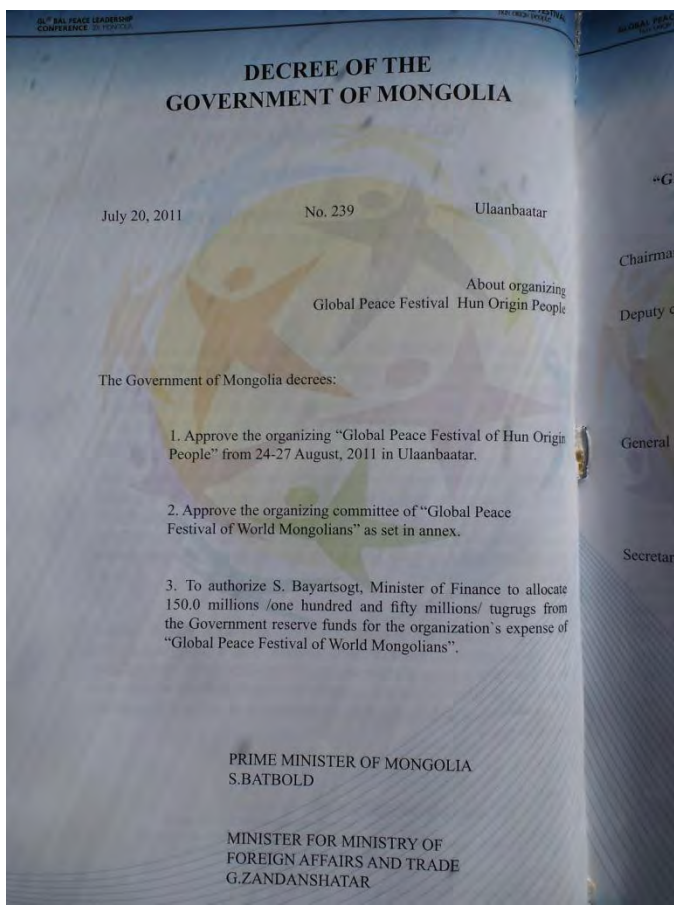 GLOBAL PEACE LEADERSHIP
CONFERENCE
DECREE OF THE
GOVERNMENT OF MONGOLIA
July 20, 2011 No. 239 Ulaanbaatar
About organizing
Global Peace Festival Hun Origin People
The Government of Mongolia decrees:
1. Approve the organizing “Global Peace Festival of Hun Origin
People” from 24-27 August, 2011 in Ulaanbaatar.
2. Approve the organizing committee of “Global Peace
Festival of World Mongolians” as set in annex.
3. To authorize S. Bayartsogt, Minister of Finance to allocate
150.0 millions /one hundred and fifty millions/ tugrugs from
the Government reserve funds for the organization`s expense of
“Global Peace Festival of World Mongolians”.
PRIME MINISTER OF MONGOLIA
S.BATBOLD
MINISTER FOR MINISTRY OF
FOREIGN AFFAIRS AND TRADE
G.ZANDANSHATAR
“G
Chairma
Deputy c
General
Secretar